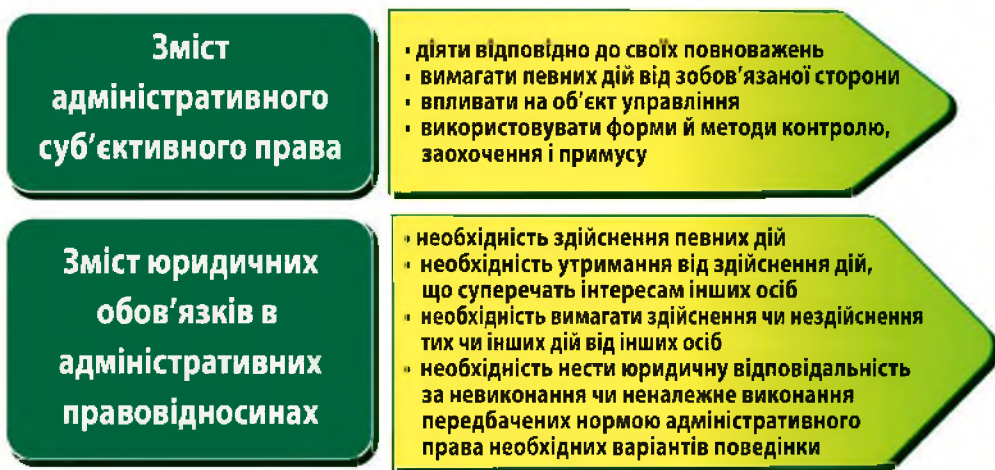 Зміст
адміністративного
суб’єктивного права
▪ діяти відповідно до своїх повноважень
▪ вимагати певних дій від зобов’язаної сторони
▪ впливати на об’єкт управління
▪ використовувати форми й методи контролю,
заохочення і примусу
Зміст юридичних
обов’язків в
адміністративних
правовідносинах
▪ необхідність здійснення певних дій
▪ необхідність утримання від здійснення дій,
що суперечать інтересам інших осіб
▪ необхідність вимагати здійснення чи нездійснення
тих чи інших дій від інших осіб
▪ необхідність нести юридичну відповідальність
за невиконання чи неналежне виконання
передбачених нормою адміністративного
права необхідних варіантів поведінки